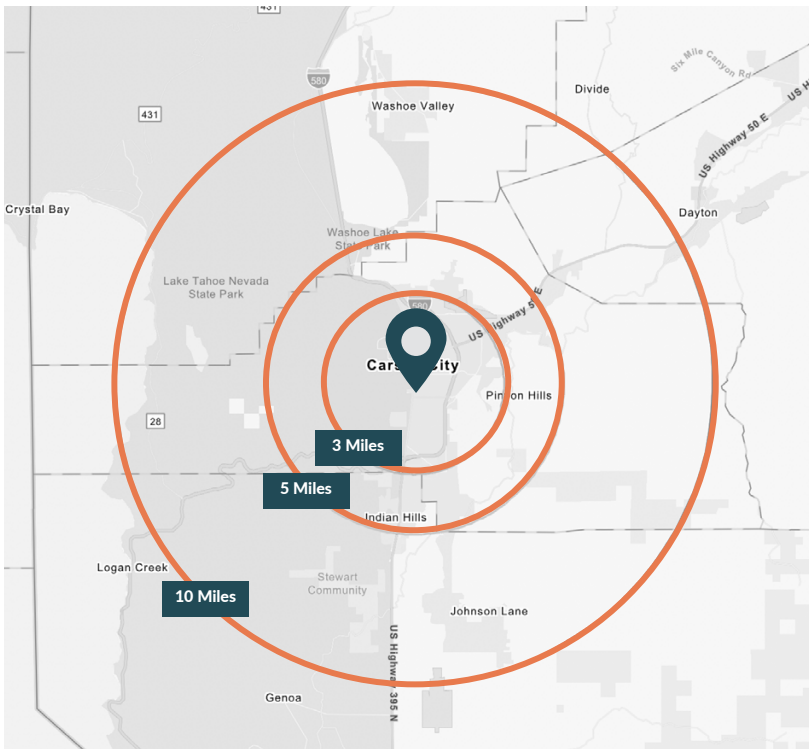 431
580
Washoe Valley
Divide
Six Mile Canyon Rd
US H
431
US Highway 50 E
Crystal Bay
Dayton
Washoe Lake
State Park
Lake Tahoe Nevada
State Park
580
US Highway 50 E
Carson City
Pinyon Hills
28
3 Miles
5 Miles
Indian Hills
Logan Creek
Stewart
Community
10 Miles
Johnson Lane
US Highway 395 N
Genoa